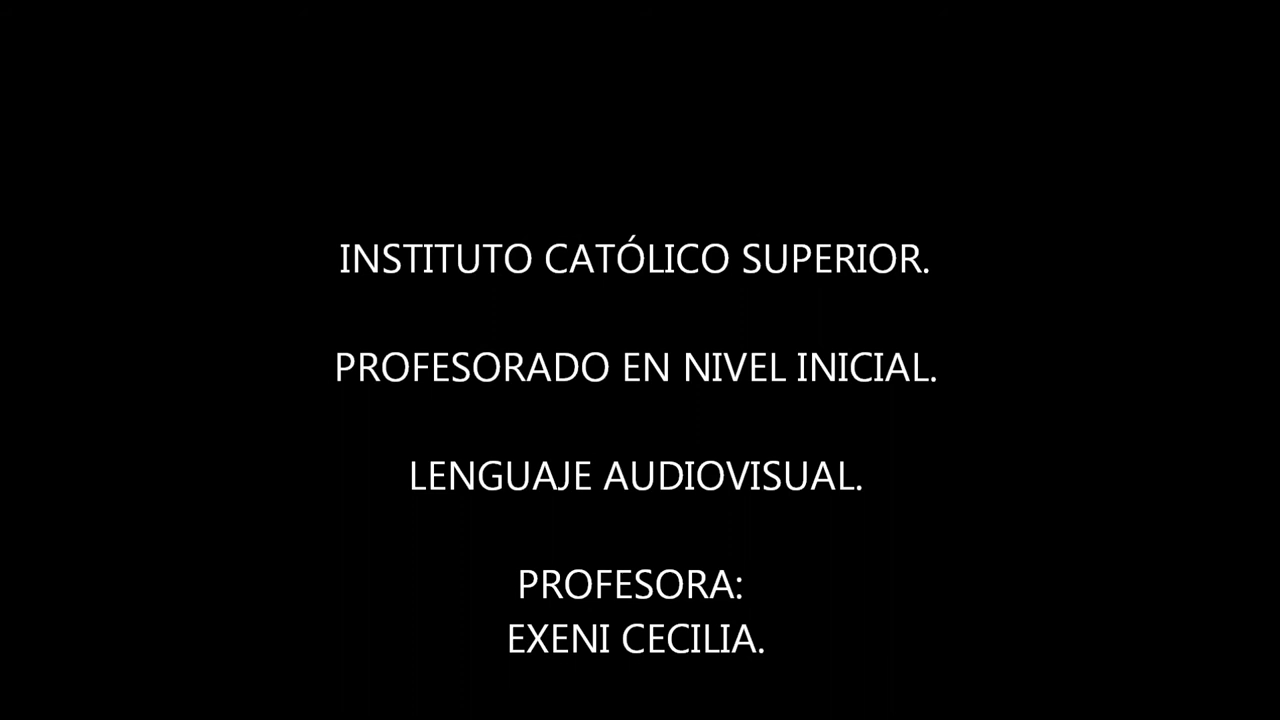 INSTITUTO CATÓLICO SUPERIOR.
PROFESORADO EN NIVEL INICIAL.
LENGUAJE AUDIOVISUAL.
PROFESORA:
EXENI CECILIA.